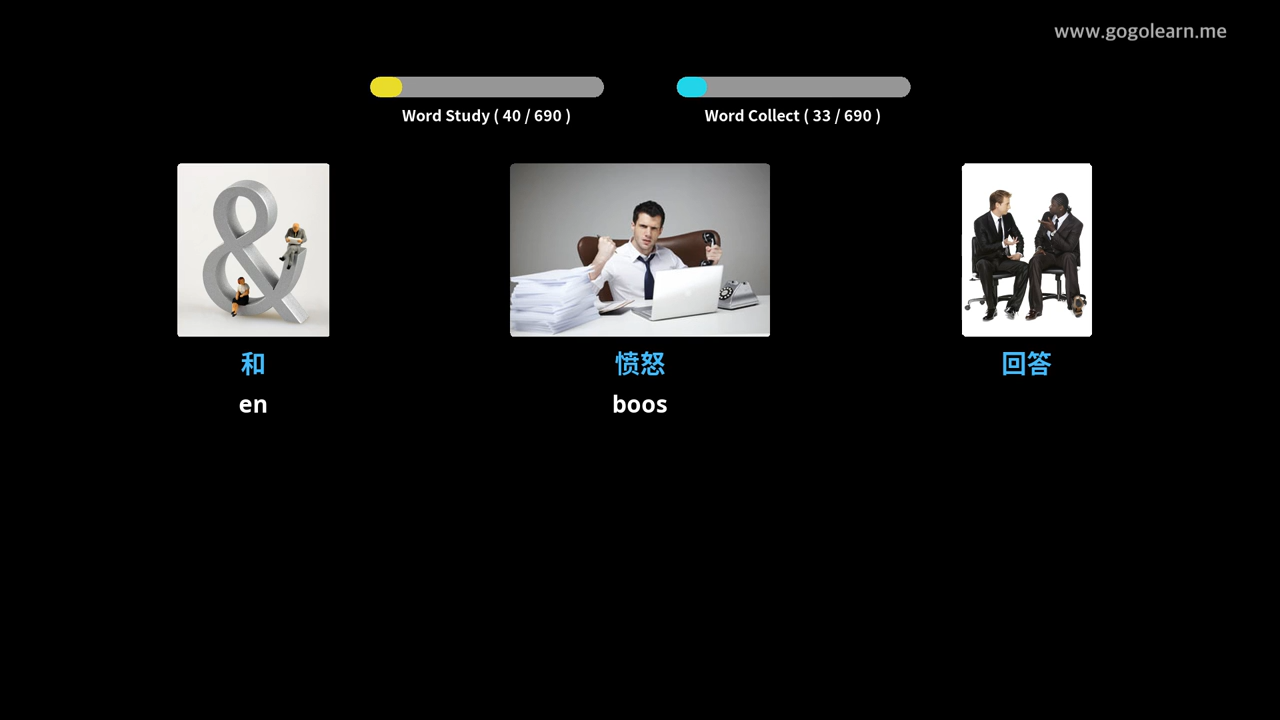 www.gogolearn.me
Word Study ( 40 / 690 )
Word Collect ( 33 / 690 )
和
愤怒
回答
en
boos